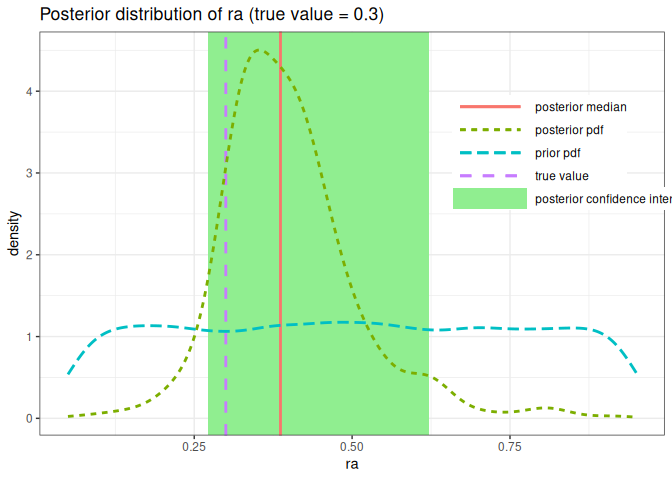 Posterior distribution of ra (true value = 0.3)
density
4
3
2
1
0
posterior median
posterior pdf
prior pdf
true value
posterior confidence inter
0.25
0.50
0.75
ra